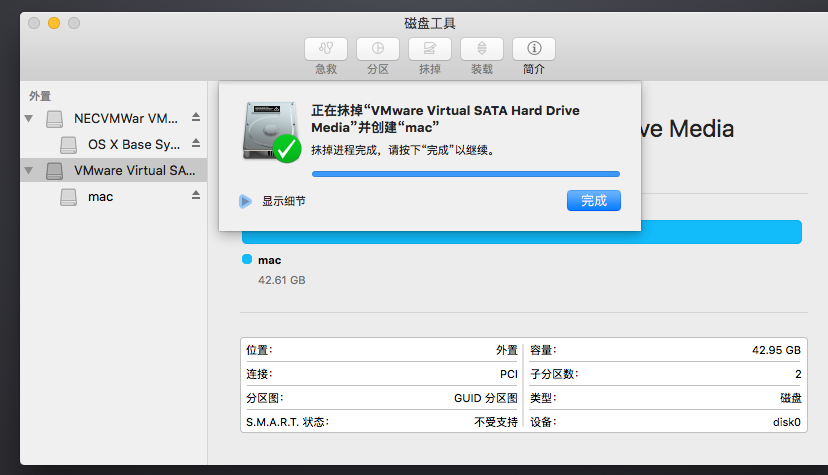 磁盘工具
急救
分区
抹掉
装载
简介
外置
NECVMWar VM...
OS X Base Sy...
VMware Virtual SA...
mac
正在抹掉“VMware Virtual SATA Hard Drive
Media”并创建“mac”
抹掉进程完成，请按下“完成”以继续。
显示细节
完成
ve Media
mac
42.61 GB
位置：
外置
容量：
42.95 GB
连接：
PCI
子分区数：
2
分区图：
GUID 分区图
类型：
磁盘
S.M.A.R.T. 状态：
不受支持
设备：
disk0